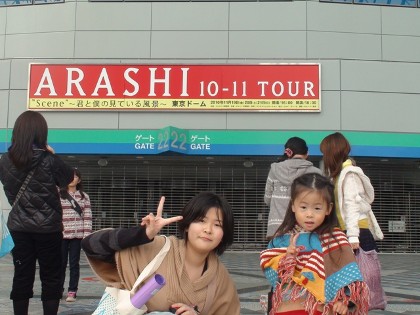 ARASHI 10-11 TOUR
"Scene"~君と僕の見ている風景~ 東京ドーム
ゲート 22 ゲート
GATE GATE